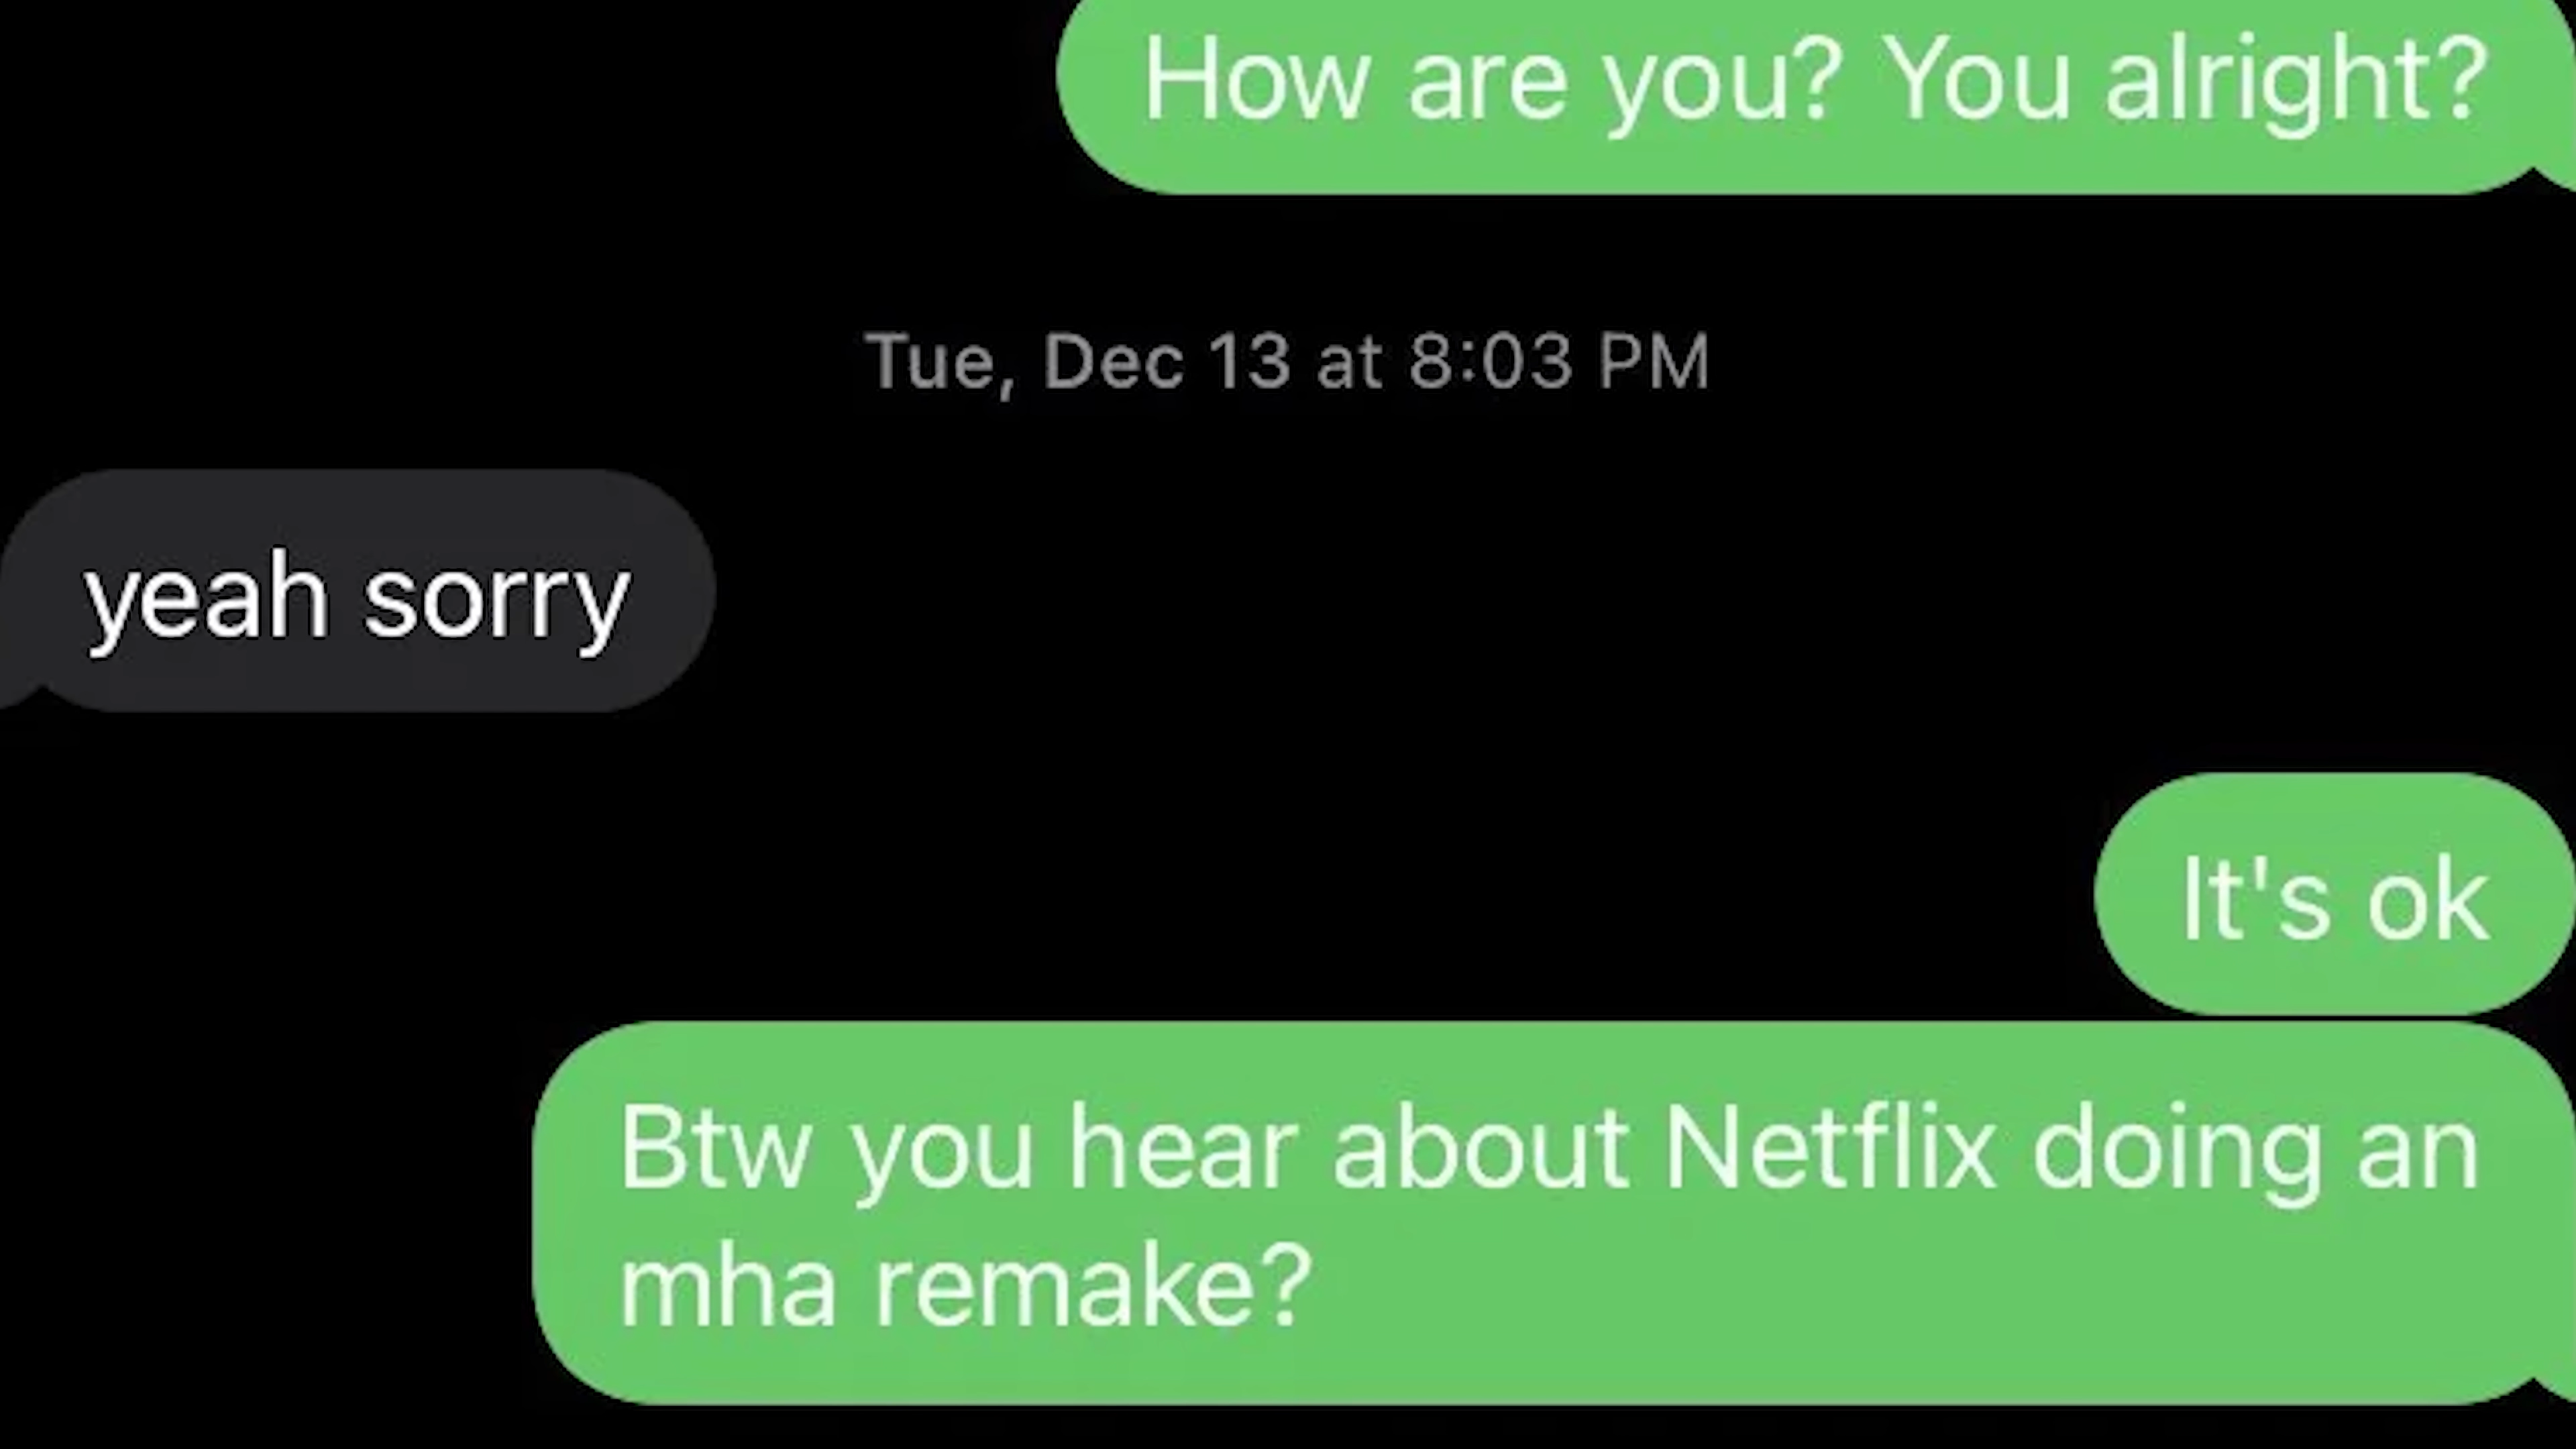 How are you? You alright?
Tue, Dec 13 at 8:03 PM
yeah sorry
It's ok
Btw you hear about Netflix doing an
mha remake?